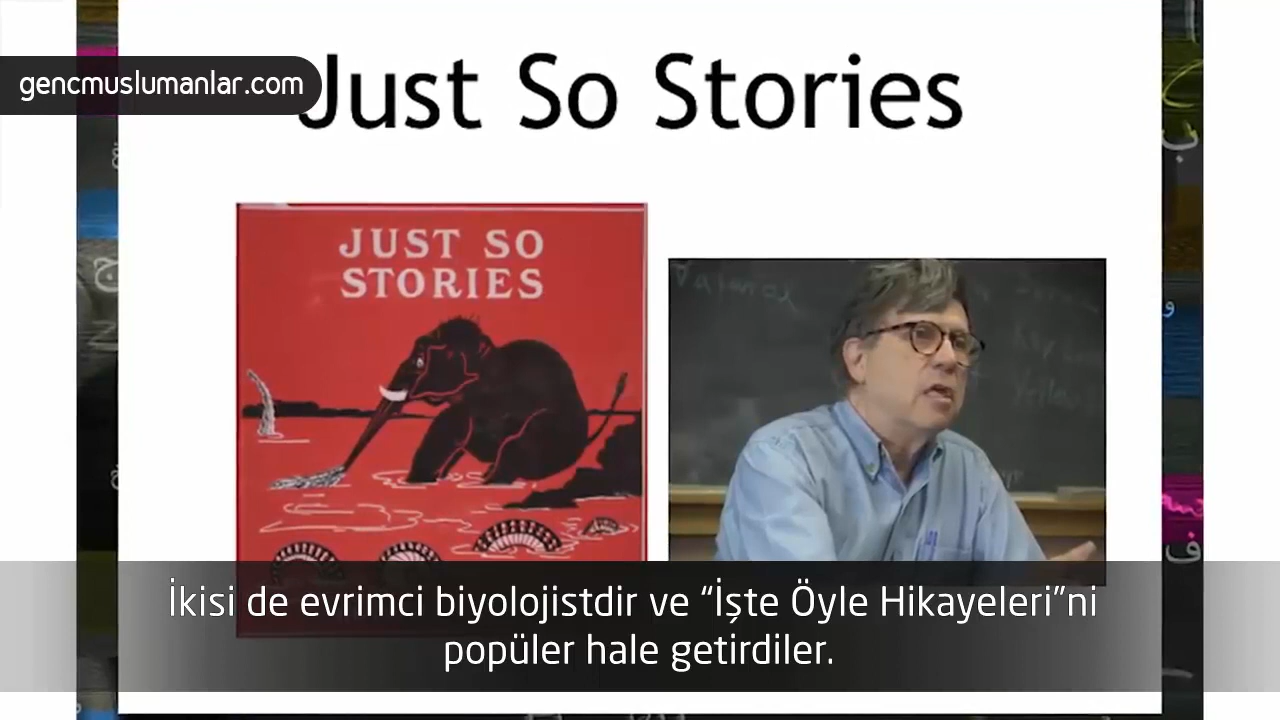 gencmuslumanlar.com
Just So Stories
JUST SO
STORIES
İkisi de evrimci biyolojistdir ve “İşte Öyle Hikayeleri”ni
popüler hale getirdiler.